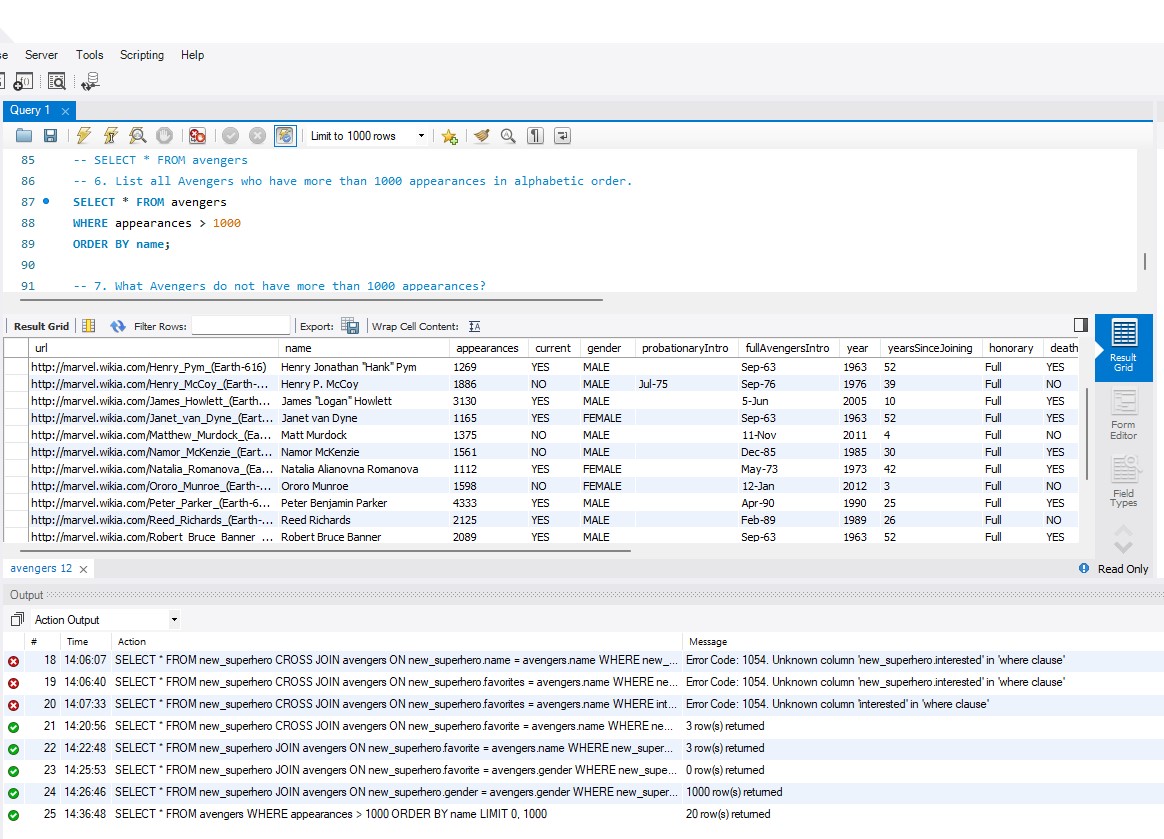 se Server Tools Scripting Help
Query 1
Limit to 1000 rows
85 -- SELECT * FROM avengers
86 -- 6. List all Avengers who have more than 1000 appearances in alphabetic order.
87 SELECT * FROM avengers
88 WHERE appearances > 1000
89 ORDER BY name;
90
91 -- 7. What Avengers do not have more than 1000 appearances?
Result Grid Filter Rows: Export: Wrap Cell Content:
url name appearances current gender probationaryIntro fullAvengersIntro year yearsSinceJoining honorary death
http://marvel.wikia.com/Henry_Pym_(Earth-616) Henry Jonathan "Hank" Pym 1269 YES MALE Sep-63 1963 52 Full YES
http://marvel.wikia.com/Henry_McCoy_(Earth-... Henry P. McCoy 1886 NO MALE Jul-75 Sep-76 1976 39 Full NO
http://marvel.wikia.com/James_Howlett_(Earth... James "Logan" Howlett 3130 YES MALE 5-Jun 2005 10 Full YES
http://marvel.wikia.com/Janet_van_Dyne_(Eart... Janet van Dyne 1165 YES FEMALE Sep-63 1963 52 Full YES
http://marvel.wikia.com/Matthew_Murdock_(Ea... Matt Murdock 1375 NO MALE 11-Nov 2011 4 Full NO
http://marvel.wikia.com/Namor_McKenzie_(Eart... Namor McKenzie 1561 NO MALE Dec-85 1985 30 Full NO
http://marvel.wikia.com/Natalia_Romanova_(Ea... Natalia Alianovna Romanova 1112 YES FEMALE May-73 1973 42 Full YES
http://marvel.wikia.com/Ororo_Munroe_(Earth-... Ororo Munroe 1598 NO FEMALE 12-Jan 2012 3 Full NO
http://marvel.wikia.com/Peter_Parker_(Earth-6... Peter Benjamin Parker 4333 YES MALE Apr-90 1990 25 Full YES
http://marvel.wikia.com/Reed_Richards_(Earth-... Reed Richards 2125 YES MALE Feb-89 1989 26 Full NO
http://marvel.wikia.com/Robert_Bruce_Banner_... Robert Bruce Banner 2089 YES MALE Sep-63 1963 52 Full YES
Result Grid
Form Editor
Field Types
avengers 12 Read Only
Output
Action Output
# Time Action Message
18 14:06:07 SELECT * FROM new_superhero CROSS JOIN avengers ON new_superhero.name = avengers.name WHERE new_... Error Code: 1054. Unknown column 'new_superhero.interested' in 'where clause'
19 14:06:40 SELECT * FROM new_superhero CROSS JOIN avengers ON new_superhero.favorites = avengers.name WHERE ne... Error Code: 1054. Unknown column 'new_superhero.interested' in 'where clause'
20 14:07:33 SELECT * FROM new_superhero CROSS JOIN avengers ON new_superhero.favorites = avengers.name WHERE int... Error Code: 1054. Unknown column 'interested' in 'where clause'
21 14:20:56 SELECT * FROM new_superhero CROSS JOIN avengers ON new_superhero.favorite = avengers.name WHERE ne... 3 row(s) returned
22 14:22:48 SELECT * FROM new_superhero JOIN avengers ON new_superhero.favorite = avengers.name WHERE new_super... 3 row(s) returned
23 14:25:53 SELECT * FROM new_superhero JOIN avengers ON new_superhero.favorite = avengers.gender WHERE new_supe... 0 row(s) returned
24 14:26:46 SELECT * FROM new_superhero JOIN avengers ON new_superhero.gender = avengers.gender WHERE new_super... 1000 row(s) returned
25 14:36:48 SELECT * FROM avengers WHERE appearances > 1000 ORDER BY name LIMIT 0, 1000 20 row(s) returned